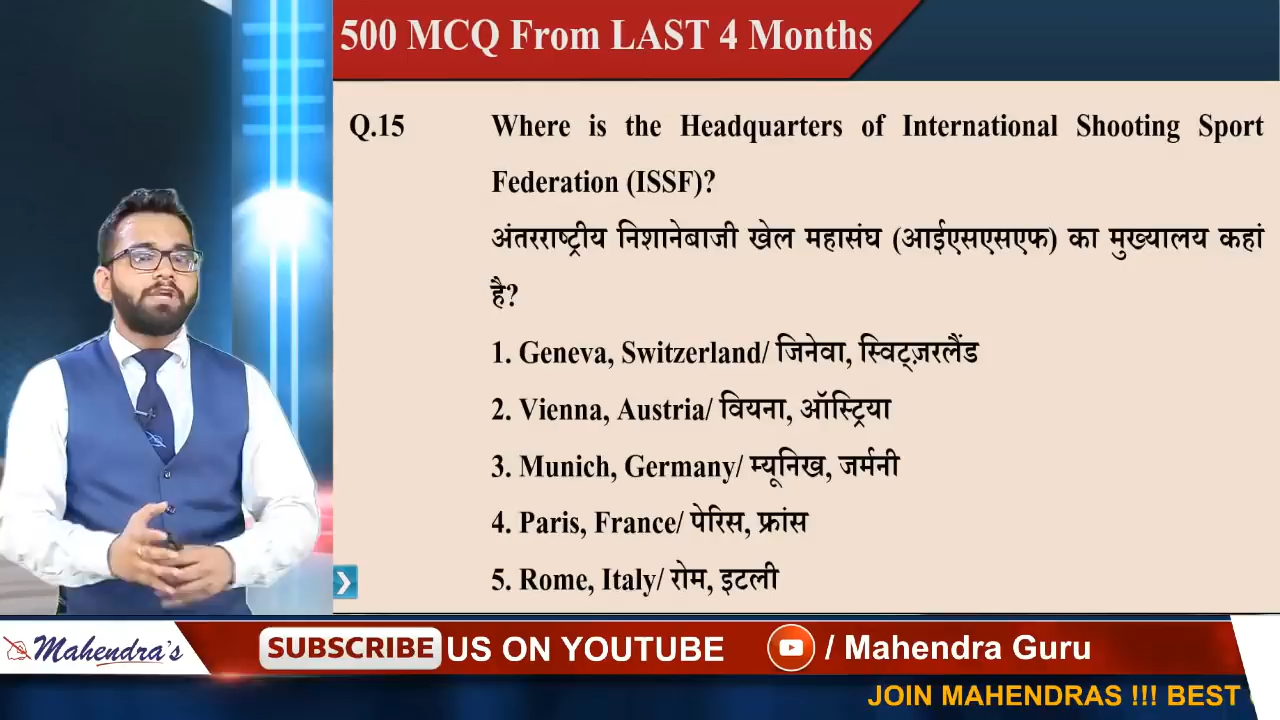 500 MCQ From LAST 4 Months
Q.15 Where is the Headquarters of International Shooting Sport
Federation (ISSF)?
अंतरराष्ट्रीय निशानेबाजी खेल महासंघ (आईएसएसएफ) का मुख्यालय कहां
है?
1. Geneva, Switzerland/ जिनेवा, स्विट्ज़रलैंड
2. Vienna, Austria/ वियना, ऑस्ट्रिया
3. Munich, Germany/ म्यूनिख, जर्मनी
4. Paris, France/ पेरिस, फ्रांस
5. Rome, Italy/ रोम, इटली
Mahendra's SUBSCRIBE US ON YOUTUBE / Mahendra Guru
JOIN MAHENDRAS !!! BEST